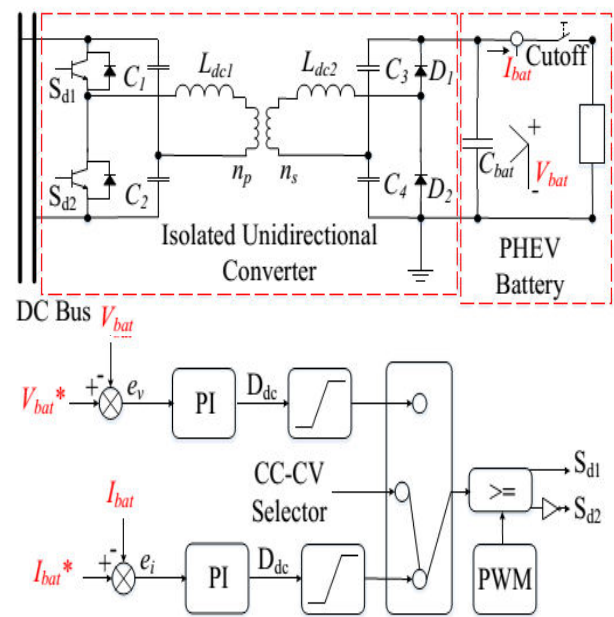 S_d1
C_1
L_dc1
L_dc2
C_3
D_1
I_bat
Cutoff
S_d2
C_2
n_p
n_s
C_4
D_2
C_bat
+
-
V_bat
Isolated Unidirectional
Converter
PHEV
Battery
DC Bus
V_bat
V_bat*
+
-
e_v
PI
D_dc
CC-CV
Selector
>=
S_d1
S_d2
I_bat
I_bat*
+
-
e_i
PI
D_dc
PWM